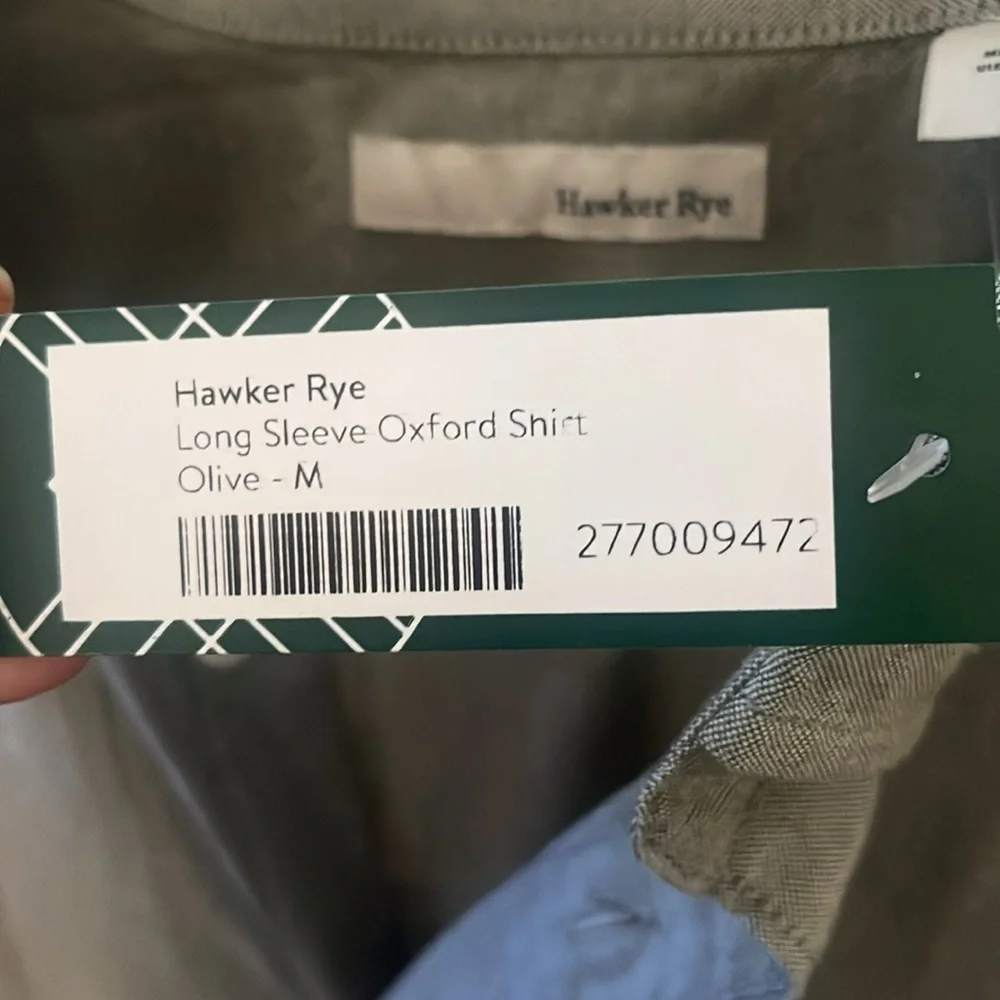 Hawker Rye
Hawker Rye
Long Sleeve Oxford Shirt
Olive - M
277009472